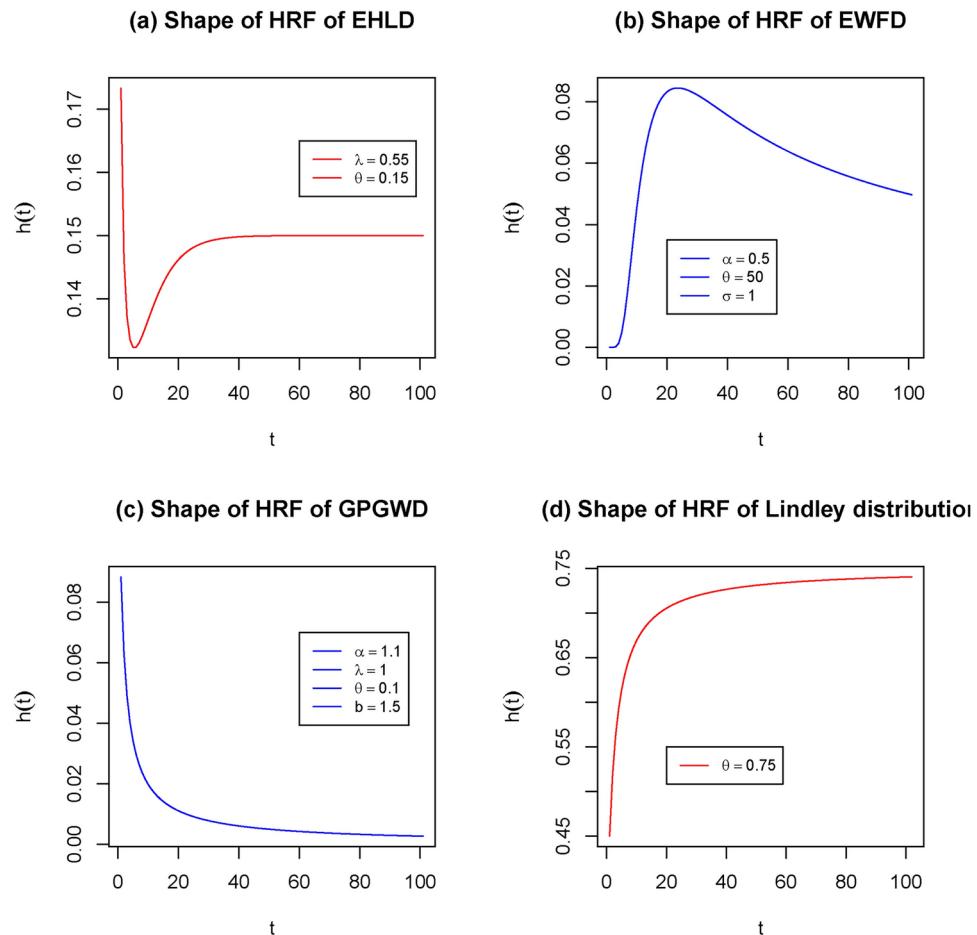 (a) Shape of HRF of EHLD
h(t)
0.17
0.16
0.15
0.14
λ = 0.55
θ = 0.15
0 20 40 60 80 100
t
(b) Shape of HRF of EWFD
h(t)
0.08
0.06
0.04
0.02
0.00
α = 0.5
θ = 50
σ = 1
0 20 40 60 80 100
t
(c) Shape of HRF of GPGWD
h(t)
0.08
0.06
0.04
0.02
0.00
α = 1.1
λ = 1
θ = 0.1
b = 1.5
0 20 40 60 80 100
t
(d) Shape of HRF of Lindley distributio
h(t)
0.75
0.65
0.55
0.45
θ = 0.75
0 20 40 60 80 100
t